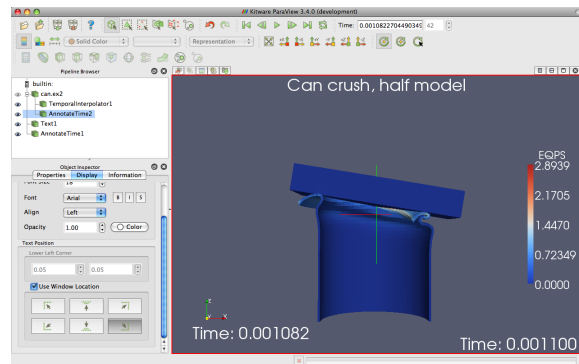 Kitware ParaView 3.4.0 (development)
Time: 0.0010822704490349 42
Solid Color
Representation
Pipeline Browser
builtin:
can.ex2
TemporalInterpolator1
AnnotateTime2
Text1
AnnotateTime1
Object Inspector
Properties Display Information
Font Size 18
Font Arial B I S
Align Left
Opacity 1.00 Color
Text Position
Lower Left Corner
0.05 0.05
Use Window Location
Can crush, half model
EQPS
2.8939
2.1705
1.4470
0.72349
0.0000
Time: 0.001082
Time: 0.001100